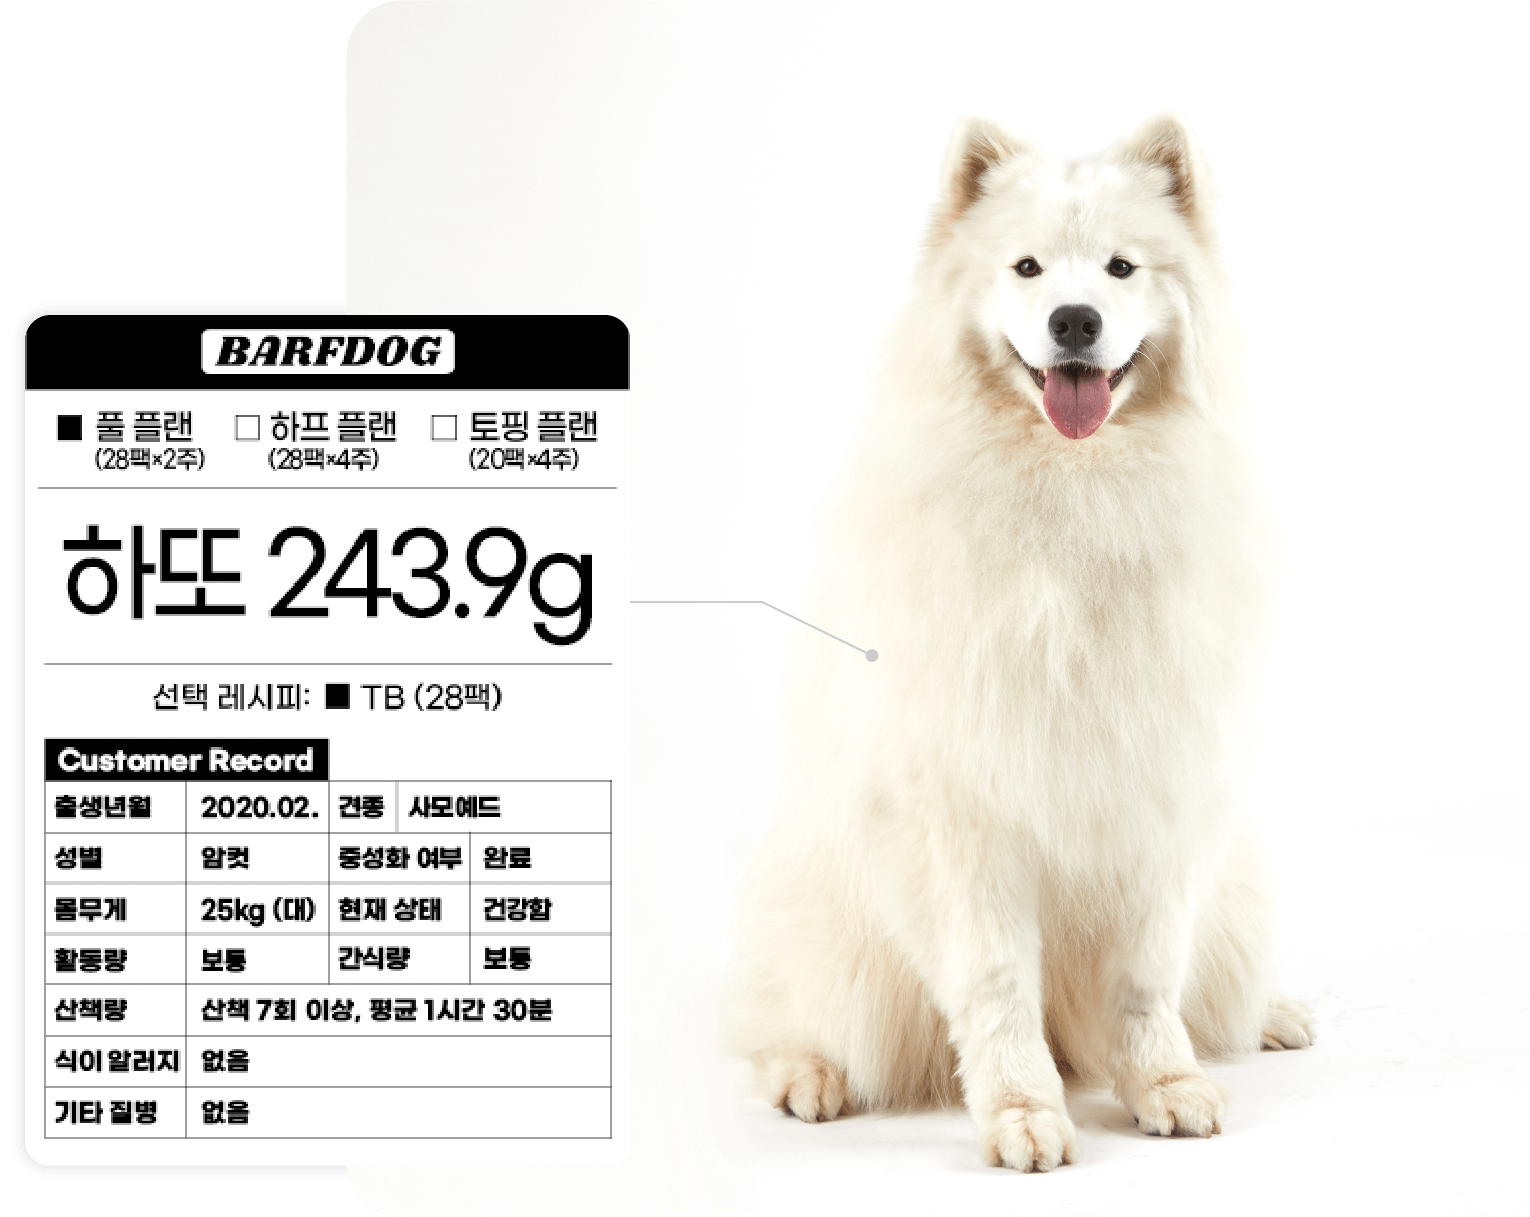 BARFDOG
■ 풀 플랜 □ 하프 플랜 □ 토핑 플랜
(28팩×2주) (28팩×4주) (20팩×4주)
하또 243.9g
선택 레시피: ■ TB (28팩)
Customer Record
출생년월 2020.02. 견종 사모예드
성별 암컷 중성화 여부 완료
몸무게 25kg (대) 현재 상태 건강함
활동량 보통 간식량 보통
산책량 산책 7회 이상, 평균 1시간 30분
식이 알러지 없음
기타 질병 없음